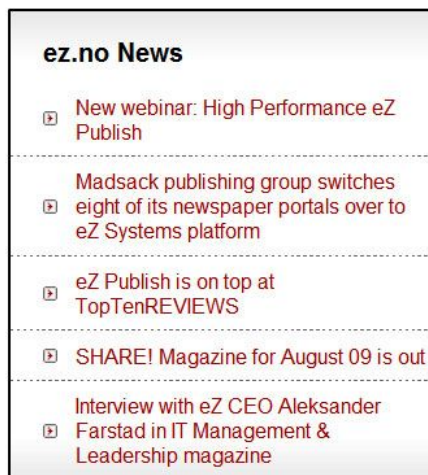 ez.no News
New webinar: High Performance eZ
Publish
Madsack publishing group switches
eight of its newspaper portals over to
eZ Systems platform
eZ Publish is on top at
TopTenREVIEWS
SHARE! Magazine for August 09 is out
Interview with eZ CEO Aleksander
Farstad in IT Management &
Leadership magazine